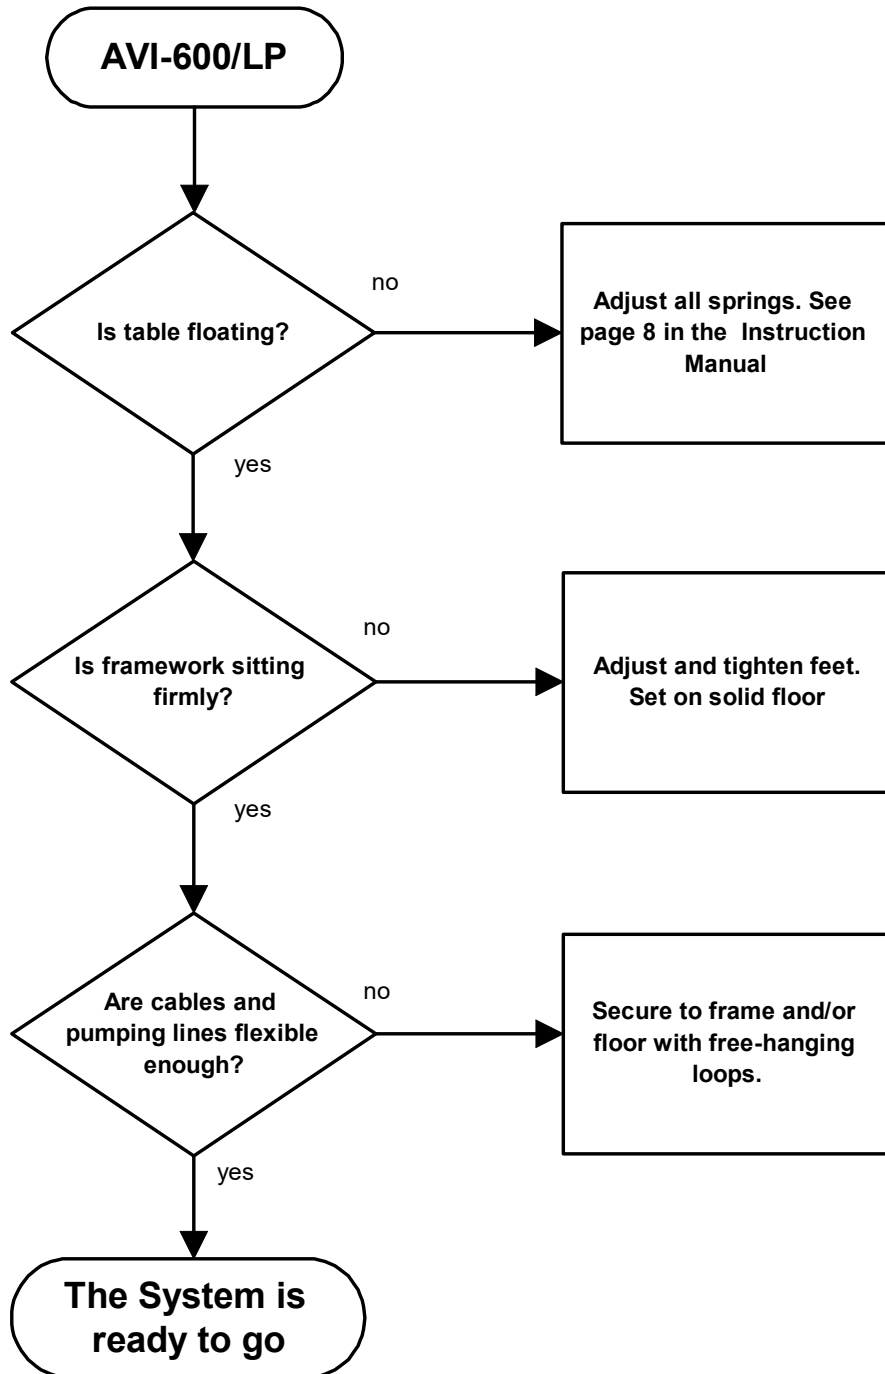 AVI-600/LP
no
Is table floating?
Adjust all springs. See
page 8 in the Instruction
Manual
yes
no
Is framework sitting
firmly?
Adjust and tighten feet.
Set on solid floor
yes
no
Are cables and
pumping lines flexible
enough?
Secure to frame and/or
floor with free-hanging
loops.
yes
The System is
ready to go